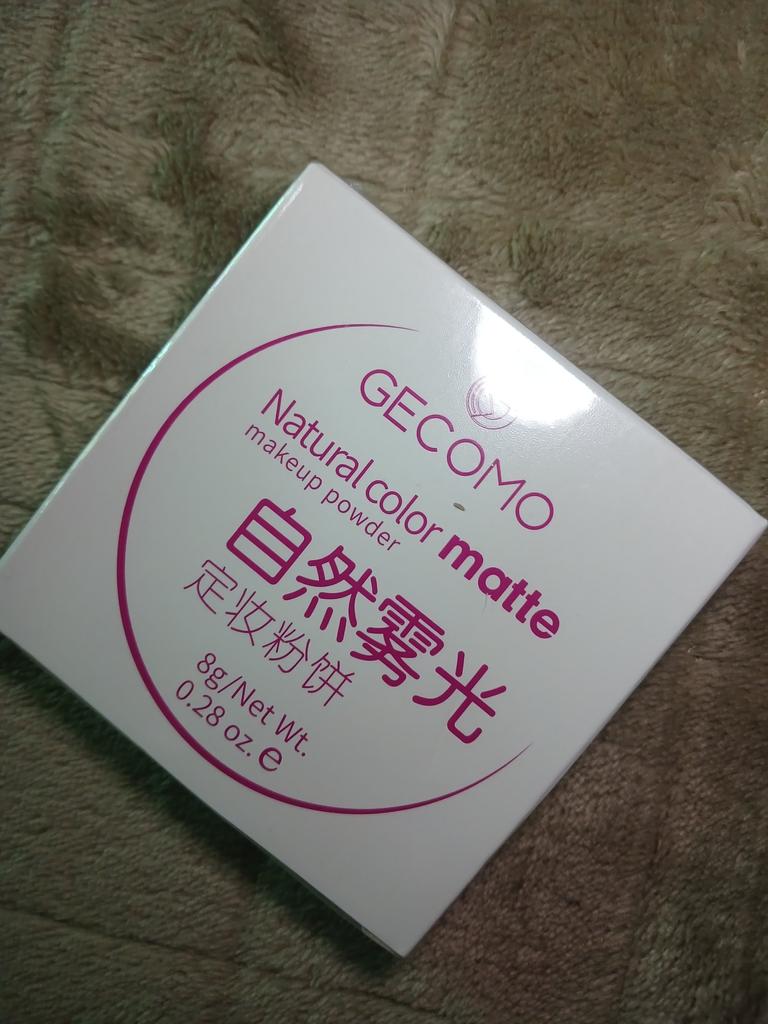 GECOMO
Natural color matte
makeup powder
自然雾光
定妆粉饼
8g/Net Wt.
0.28 oz. e